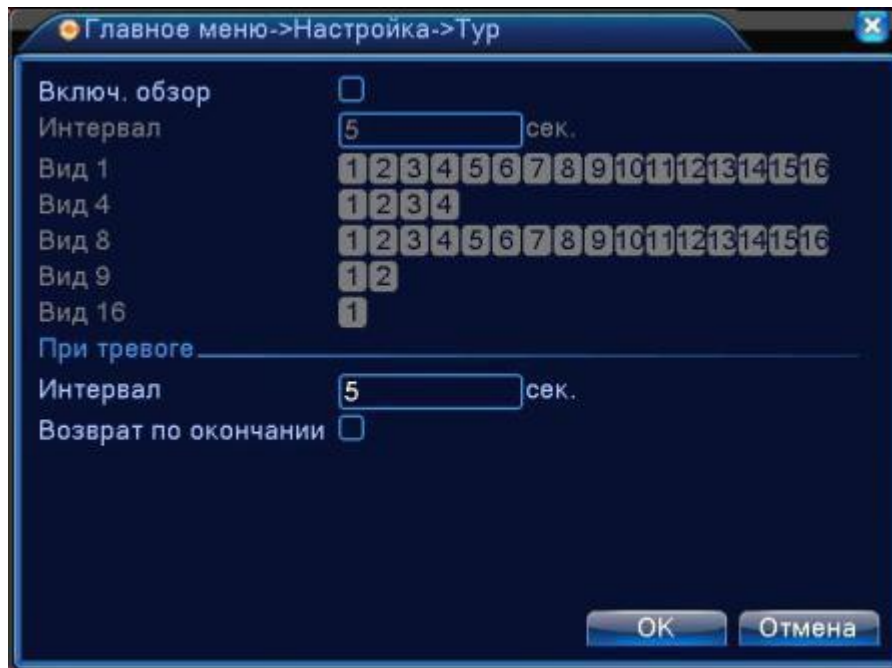 Главное меню->Настройка->Тур
Включ. обзор
Интервал 5 сек.
Вид 1 1 2 3 4 5 6 7 8 9 10 11 12 13 14 15 16
Вид 4 1 2 3 4
Вид 8 1 2 3 4 5 6 7 8 9 10 11 12 13 14 15 16
Вид 9 1 2
Вид 16 1
При тревоге
Интервал 5 сек.
Возврат по окончании
OK Отмена